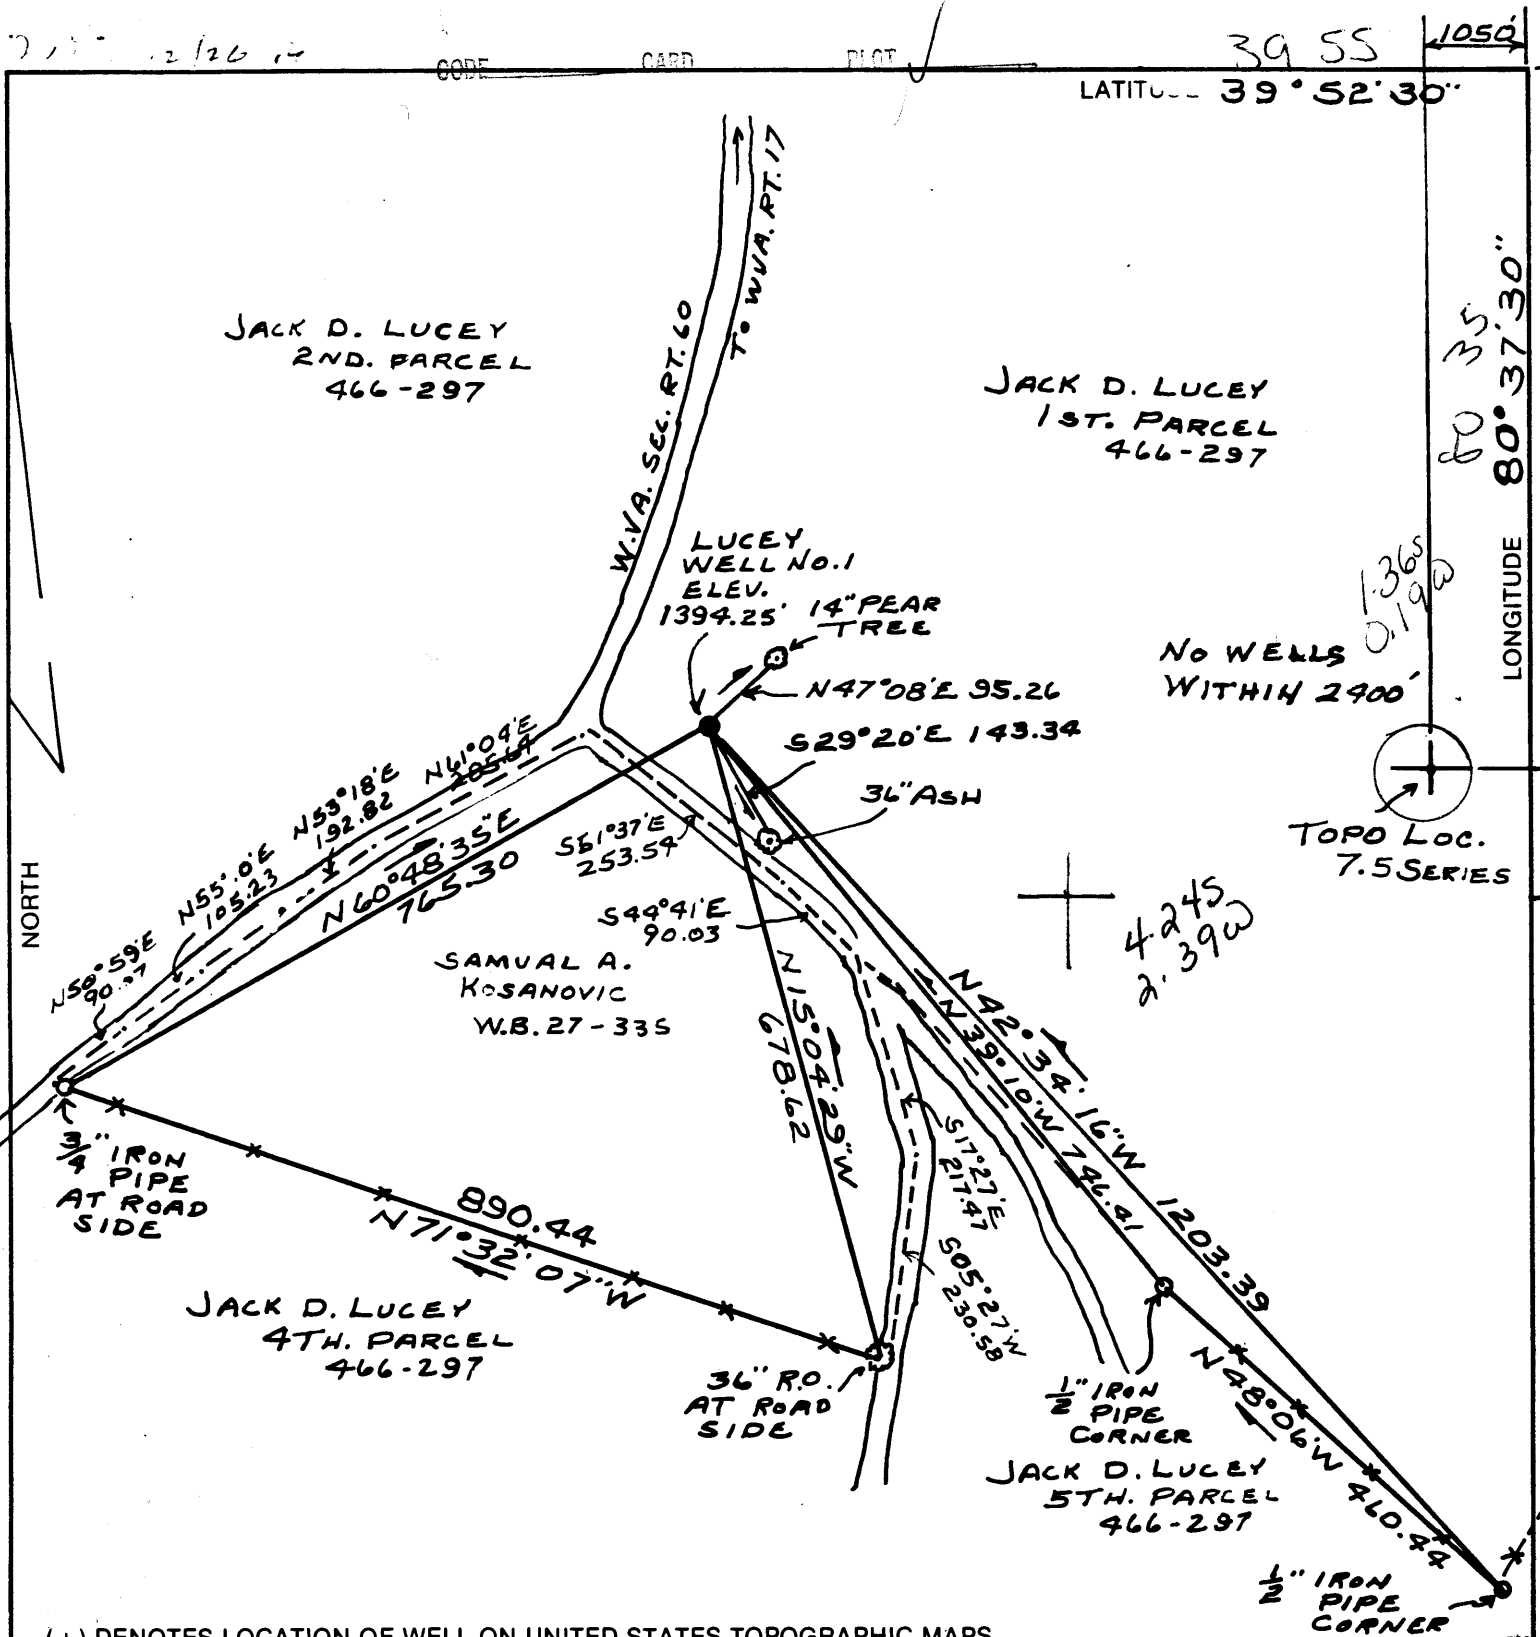 1050'
39 55
2/26
CODE
CARD
PLOT
39° 52' 30"
TO WVA. RT. 17
W.VA. SEC. RT. 60
JACK D. LUCEY
2ND. PARCEL
466-297
JACK D. LUCEY
1ST. PARCEL
466-297
80 35
LONGITUDE 80° 37' 30"
LUCEY
WELL NO.1
ELEV.
1394.25'
14" PEAR
TREE
1.36S
0.19W
NO WELLS
WITHIN 2400'
N47°08'E 95.26
S29°20'E 143.34
36" ASH
TOPO LOC.
7.5 SERIES
N61°04'E
205.64
N53°18'E
192.82
N55°.0'E
105.23
N50°59'E
N60°48'35"E
765.30
S61°37'E
253.54
S44°41'E
90.03
4.24S
2.39W
NORTH
SAMUAL A.
KOSANOVIC
W.B. 27-335
N15°04'29"W
678.62
N42°34'16"W 1203.39
N39°10'W 746.41
S17°27'E
217.47
S05°27'W
230.58
3/4" IRON
PIPE
AT ROAD
SIDE
890.44
N71°32'07"W
JACK D. LUCEY
4TH. PARCEL
466-297
36" R.O.
AT ROAD
SIDE
1/2" IRON
PIPE
CORNER
N48°06'W 460.44
JACK D. LUCEY
5TH. PARCEL
466-297
1/2" IRON
PIPE
CORNER
(+) DENOTES LOCATION OF WELL ON UNITED STATES TOPOGRAPHIC MAPS